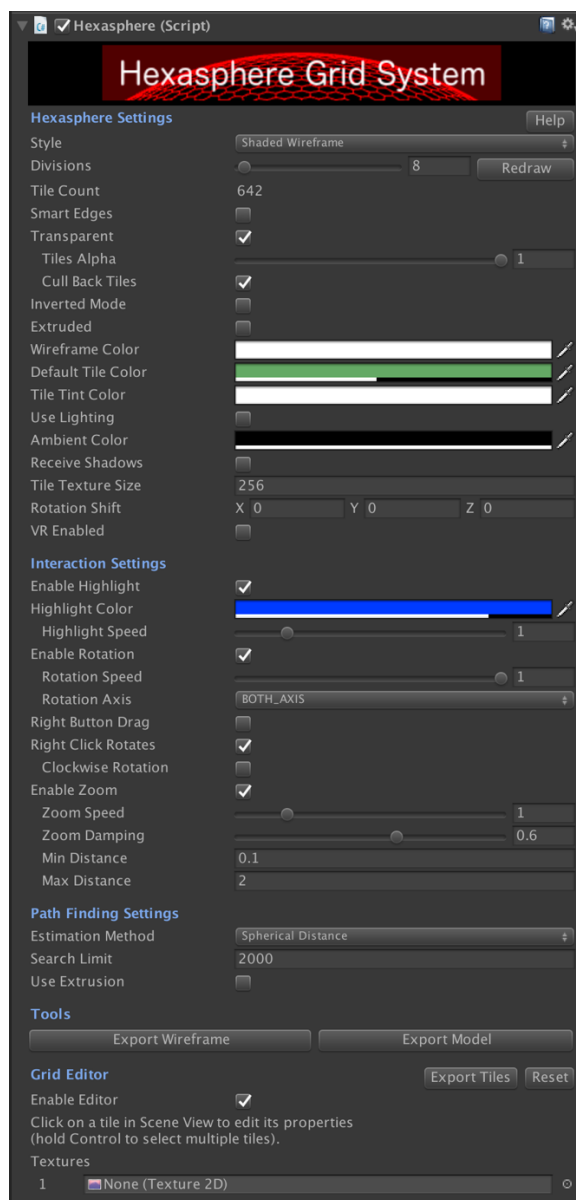 Hexasphere (Script)
Hexasphere Grid System
Hexasphere Settings Help
Style Shaded Wireframe
Divisions 8 Redraw
Tile Count 642
Smart Edges
Transparent
Tiles Alpha 1
Cull Back Tiles
Inverted Mode
Extruded
Wireframe Color
Default Tile Color
Tile Tint Color
Use Lighting
Ambient Color
Receive Shadows
Tile Texture Size 256
Rotation Shift X 0 Y 0 Z 0
VR Enabled
Interaction Settings
Enable Highlight
Highlight Color
Highlight Speed 1
Enable Rotation
Rotation Speed 1
Rotation Axis BOTH_AXIS
Right Button Drag
Right Click Rotates
Clockwise Rotation
Enable Zoom
Zoom Speed 1
Zoom Damping 0.6
Min Distance 0.1
Max Distance 2
Path Finding Settings
Estimation Method Spherical Distance
Search Limit 2000
Use Extrusion
Tools
Export Wireframe Export Model
Grid Editor Export Tiles Reset
Enable Editor
Click on a tile in Scene View to edit its properties
(hold Control to select multiple tiles).
Textures
1 None (Texture 2D)